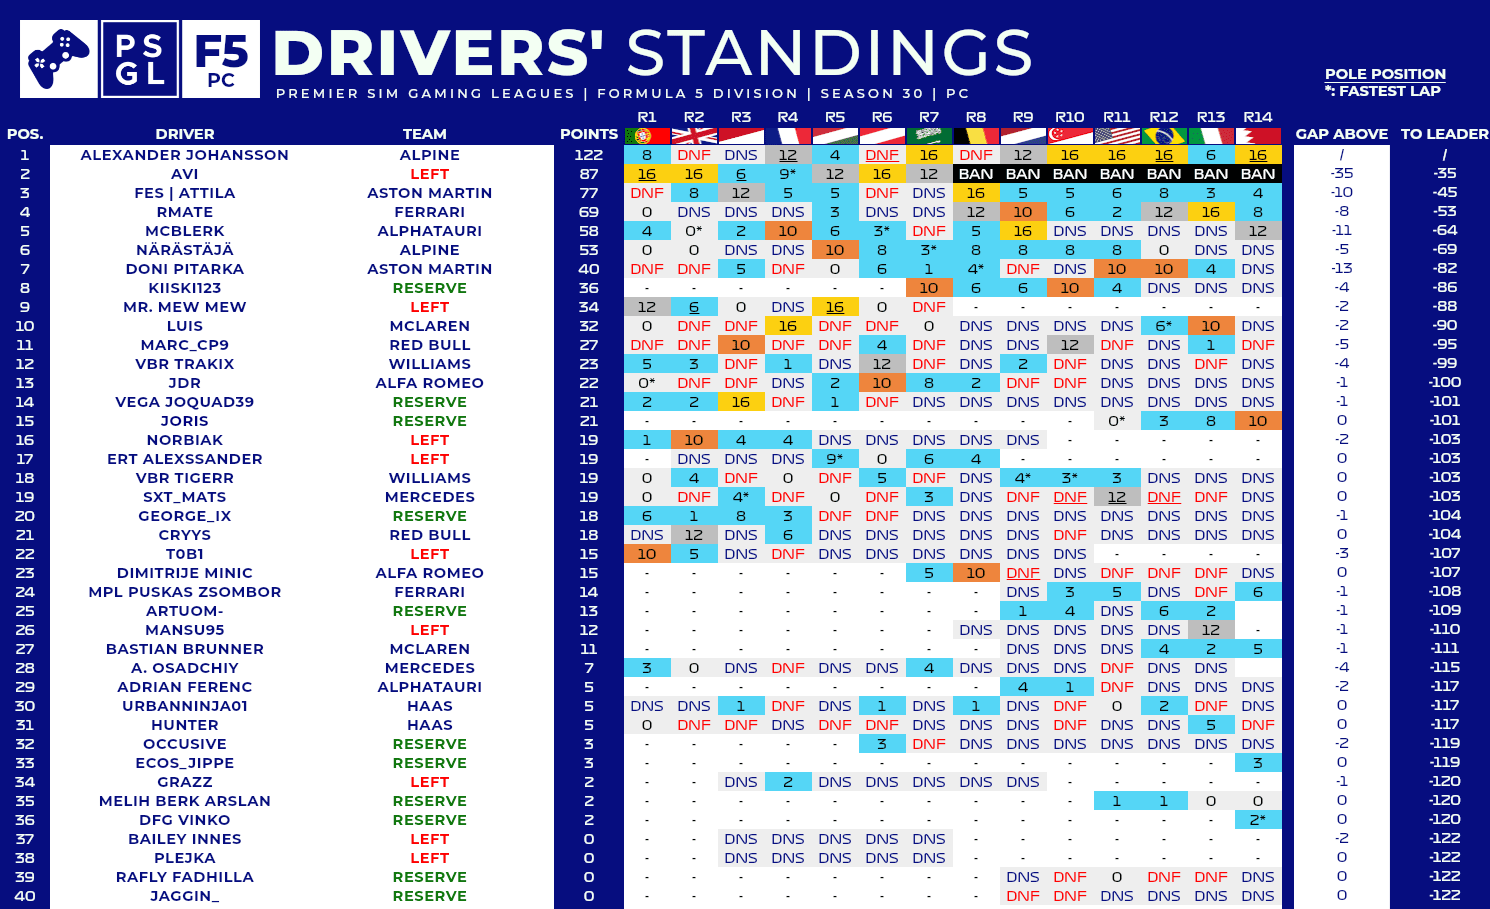 PS GL
F5 PC
DRIVERS' STANDINGS
PREMIER SIM GAMING LEAGUES | FORMULA 5 DIVISION | SEASON 30 | PC
POLE POSITION
*: FASTEST LAP
R1 R2 R3 R4 R5 R6 R7 R8 R9 R10 R11 R12 R13 R14
POS. DRIVER TEAM POINTS GAP ABOVE TO LEADER
1 ALEXANDER JOHANSSON ALPINE 122 8 DNF DNS 12 4 DNF 16 DNF 12 16 16 16 6 16 / /
2 AVI LEFT 87 16 16 6 9* 12 16 12 BAN BAN BAN BAN BAN BAN BAN -35 -35
3 FES | ATTILA ASTON MARTIN 77 DNF 8 12 5 5 DNF DNS 16 5 5 6 8 3 4 -10 -45
4 RMATE FERRARI 69 0 DNS DNS DNS 3 DNS DNS 12 10 6 2 12 16 8 -8 -53
5 MCBLERK ALPHATAURI 58 4 0* 2 10 6 3* DNF 5 16 DNS DNS DNS DNS 12 -11 -64
6 NÄRÄSTÄJÄ ALPINE 53 0 0 DNS DNS 10 8 3* 8 8 8 8 0 DNS DNS -5 -69
7 DONI PITARKA ASTON MARTIN 40 DNF DNF 5 DNF 0 6 1 4* DNF DNS 10 10 4 DNS -13 -82
8 KIISKI123 RESERVE 36 - - - - - - 10 6 6 10 4 DNS DNS DNS -4 -86
9 MR. MEW MEW LEFT 34 12 6 0 DNS 16 0 DNF - - - - - - - -2 -88
10 LUIS MCLAREN 32 0 DNF DNF 16 DNF DNF 0 DNS DNS DNS DNS 6* 10 DNS -2 -90
11 MARC_CP9 RED BULL 27 DNF DNF 10 DNF DNF 4 DNF DNS DNS 12 DNF DNS 1 DNF -5 -95
12 VBR TRAKIX WILLIAMS 23 5 3 DNF 1 DNS 12 DNF DNS 2 DNF DNS DNS DNF DNS -4 -99
13 JDR ALFA ROMEO 22 0* DNF DNF DNS 2 10 8 2 DNF DNF DNS DNS DNS DNS -1 -100
14 VEGA JOQUAD39 RESERVE 21 2 2 16 DNF 1 DNF DNS DNS DNS DNS DNS DNS DNS DNS -1 -101
15 JORIS RESERVE 21 - - - - - - - - - - 0* 3 8 10 0 -101
16 NORBIAK LEFT 19 1 10 4 4 DNS DNS DNS DNS DNS - - - - - -2 -103
17 ERT ALEXSSANDER LEFT 19 - DNS DNS DNS 9* 0 6 4 - - - - - - 0 -103
18 VBR TIGERR WILLIAMS 19 0 4 DNF 0 DNF 5 DNF DNS 4* 3* 3 DNS DNS DNS 0 -103
19 SXT_MATS MERCEDES 19 0 DNF 4* DNF 0 DNF 3 DNS DNF DNF 12 DNF DNF DNS 0 -103
20 GEORGE_IX RESERVE 18 6 1 8 3 DNF DNF DNS DNS DNS DNS DNS DNS DNS DNS -1 -104
21 CRYYS RED BULL 18 DNS 12 DNS 6 DNS DNS DNS DNS DNS DNF DNS DNS DNS DNS 0 -104
22 T0B1 LEFT 15 10 5 DNS DNF DNS DNS DNS DNS DNS DNS - - - - -3 -107
23 DIMITRIJE MINIC ALFA ROMEO 15 - - - - - - 5 10 DNF DNS DNF DNF DNF DNS 0 -107
24 MPL PUSKAS ZSOMBOR FERRARI 14 - - - - - - - - DNS 3 5 DNS DNF 6 -1 -108
25 ARTUOM- RESERVE 13 - - - - - - - - 1 4 DNS 6 2 -1 -109
26 MANSU95 LEFT 12 - - - - - - - DNS DNS DNS DNS DNS 12 - -1 -110
27 BASTIAN BRUNNER MCLAREN 11 - - - - - - - - DNS DNS DNS 4 2 5 -1 -111
28 A. OSADCHIY MERCEDES 7 3 0 DNS DNF DNS DNS 4 DNS DNS DNS DNF DNS DNS -4 -115
29 ADRIAN FERENC ALPHATAURI 5 - - - - - - - - 4 1 DNF DNS DNS DNS -2 -117
30 URBANNINJA01 HAAS 5 DNS DNS 1 DNF DNS 1 DNS 1 DNS DNF 0 2 DNF DNS 0 -117
31 HUNTER HAAS 5 0 DNF DNF DNS DNF DNF DNS DNS DNS DNF DNS DNS 5 DNF 0 -117
32 OCCUSIVE RESERVE 3 - - - - - 3 DNF DNS DNS DNS DNS DNS DNS DNS -2 -119
33 ECOS_JIPPE RESERVE 3 - - - - - - - - - - - - - 3 0 -119
34 GRAZZ LEFT 2 - - DNS 2 DNS DNS DNS DNS DNS - - - - - -1 -120
35 MELIH BERK ARSLAN RESERVE 2 - - - - - - - - - - 1 1 0 0 0 -120
36 DFG VINKO RESERVE 2 - - - - - - - - - - - - - 2* 0 -120
37 BAILEY INNES LEFT 0 - - DNS DNS DNS DNS DNS - - - - - - - -2 -122
38 PLEJKA LEFT 0 - - DNS DNS DNS DNS DNS - - - - - - - 0 -122
39 RAFLY FADHILLA RESERVE 0 - - - - - - - - DNS DNF 0 DNF DNF DNS 0 -122
40 JAGGIN_ RESERVE 0 - - - - - - - - DNF DNF DNS DNS DNS DNS 0 -122